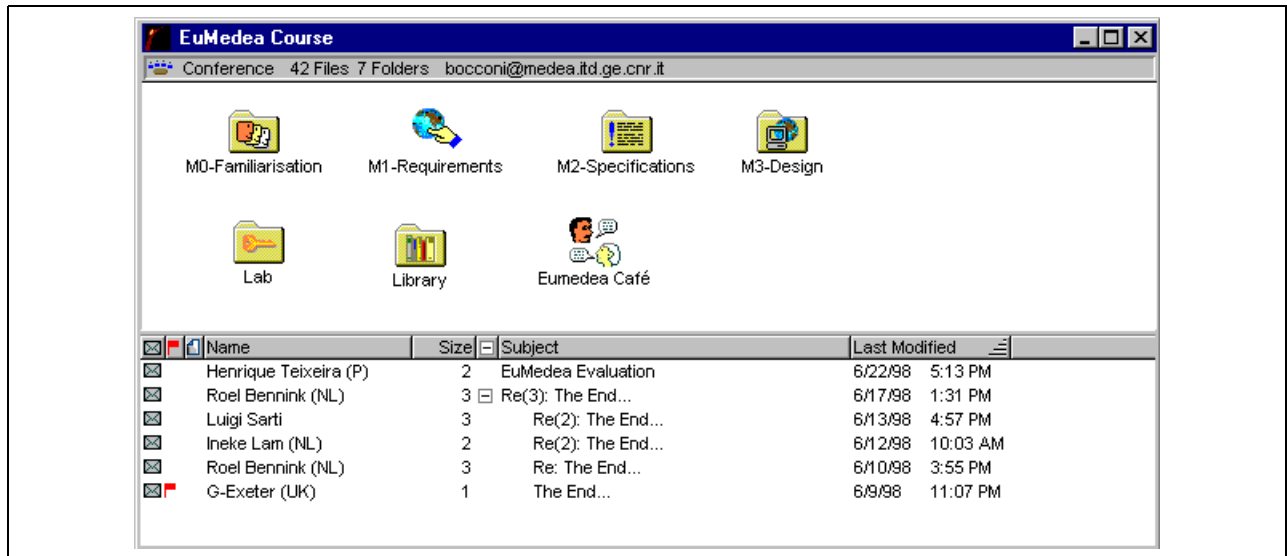 EuMedea Course
Conference 42 Files 7 Folders bocconi@medea.itd.ge.cnr.it
M0-Familiarisation M1-Requirements M2-Specifications M3-Design
Lab Library Eumedea Café
Name Size Subject Last Modified
Henrique Teixeira (P) 2 EuMedea Evaluation 6/22/98 5:13 PM
Roel Bennink (NL) 3 Re(3): The End... 6/17/98 1:31 PM
Luigi Sarti 3 Re(2): The End... 6/13/98 4:57 PM
Ineke Lam (NL) 2 Re(2): The End... 6/12/98 10:03 AM
Roel Bennink (NL) 3 Re: The End... 6/10/98 3:55 PM
G-Exeter (UK) 1 The End... 6/9/98 11:07 PM